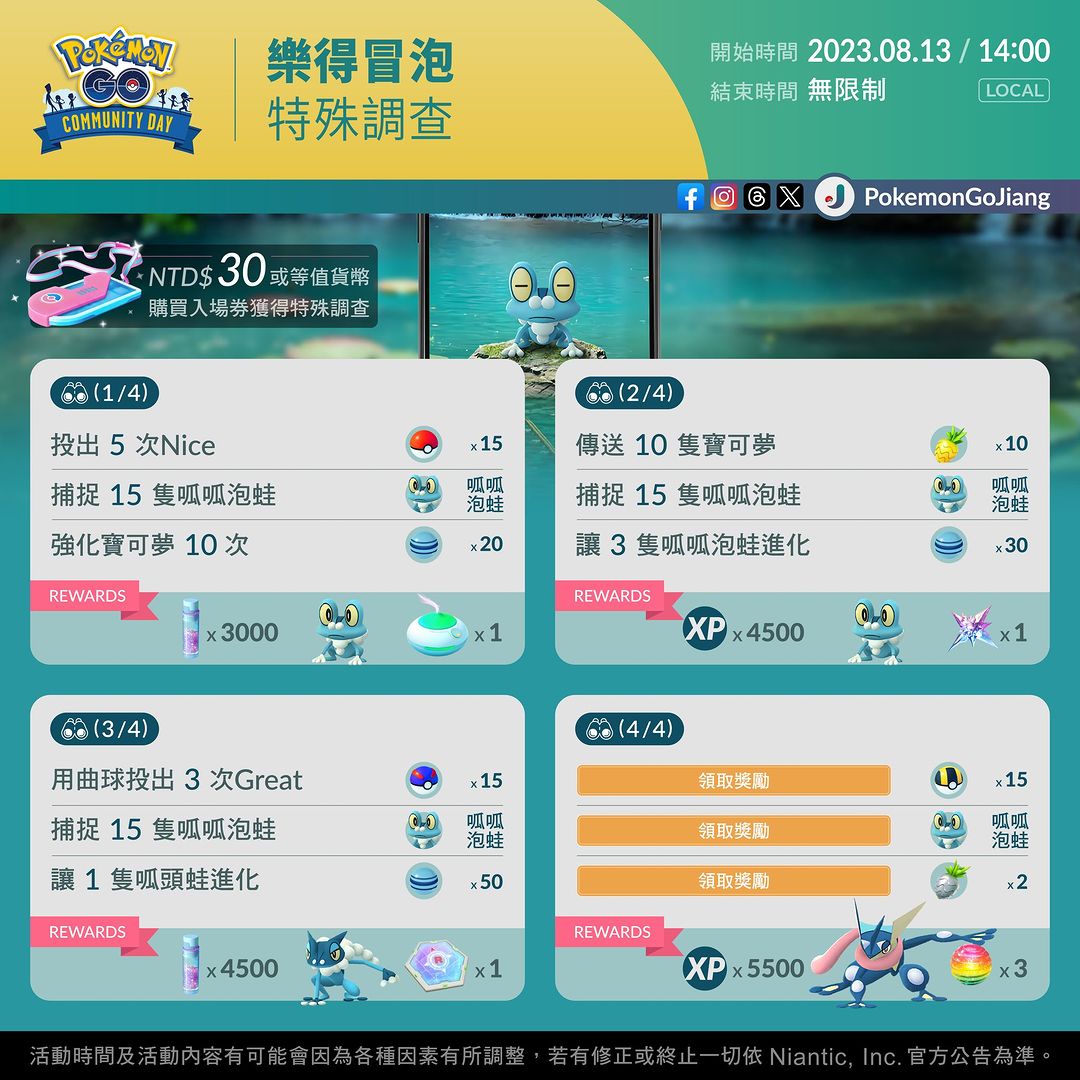 POKÉMON
GO
COMMUNITY DAY
樂得冒泡
特殊調查
開始時間 2023.08.13 / 14:00
結束時間 無限制
LOCAL
PokemonGoJiang
NTD$ 30 或等值貨幣
購買入場券獲得特殊調查
(1/4)
投出 5 次Nice x15
捕捉 15 隻呱呱泡蛙 呱呱
泡蛙
強化寶可夢 10 次 x20
REWARDS
x 3000 x 1
(2/4)
傳送 10 隻寶可夢 x10
捕捉 15 隻呱呱泡蛙 呱呱
泡蛙
讓 3 隻呱呱泡蛙進化 x30
REWARDS
XP x 4500 x 1
(3/4)
用曲球投出 3 次Great x15
捕捉 15 隻呱呱泡蛙 呱呱
泡蛙
讓 1 隻呱頭蛙進化 x50
REWARDS
x 4500 x 1
(4/4)
領取獎勵 x15
領取獎勵 呱呱
泡蛙
領取獎勵 x2
REWARDS
XP x 5500 x 3
活動時間及活動內容有可能會因為各種因素有所調整，若有修正或終止一切依 Niantic, Inc. 官方公告為準。